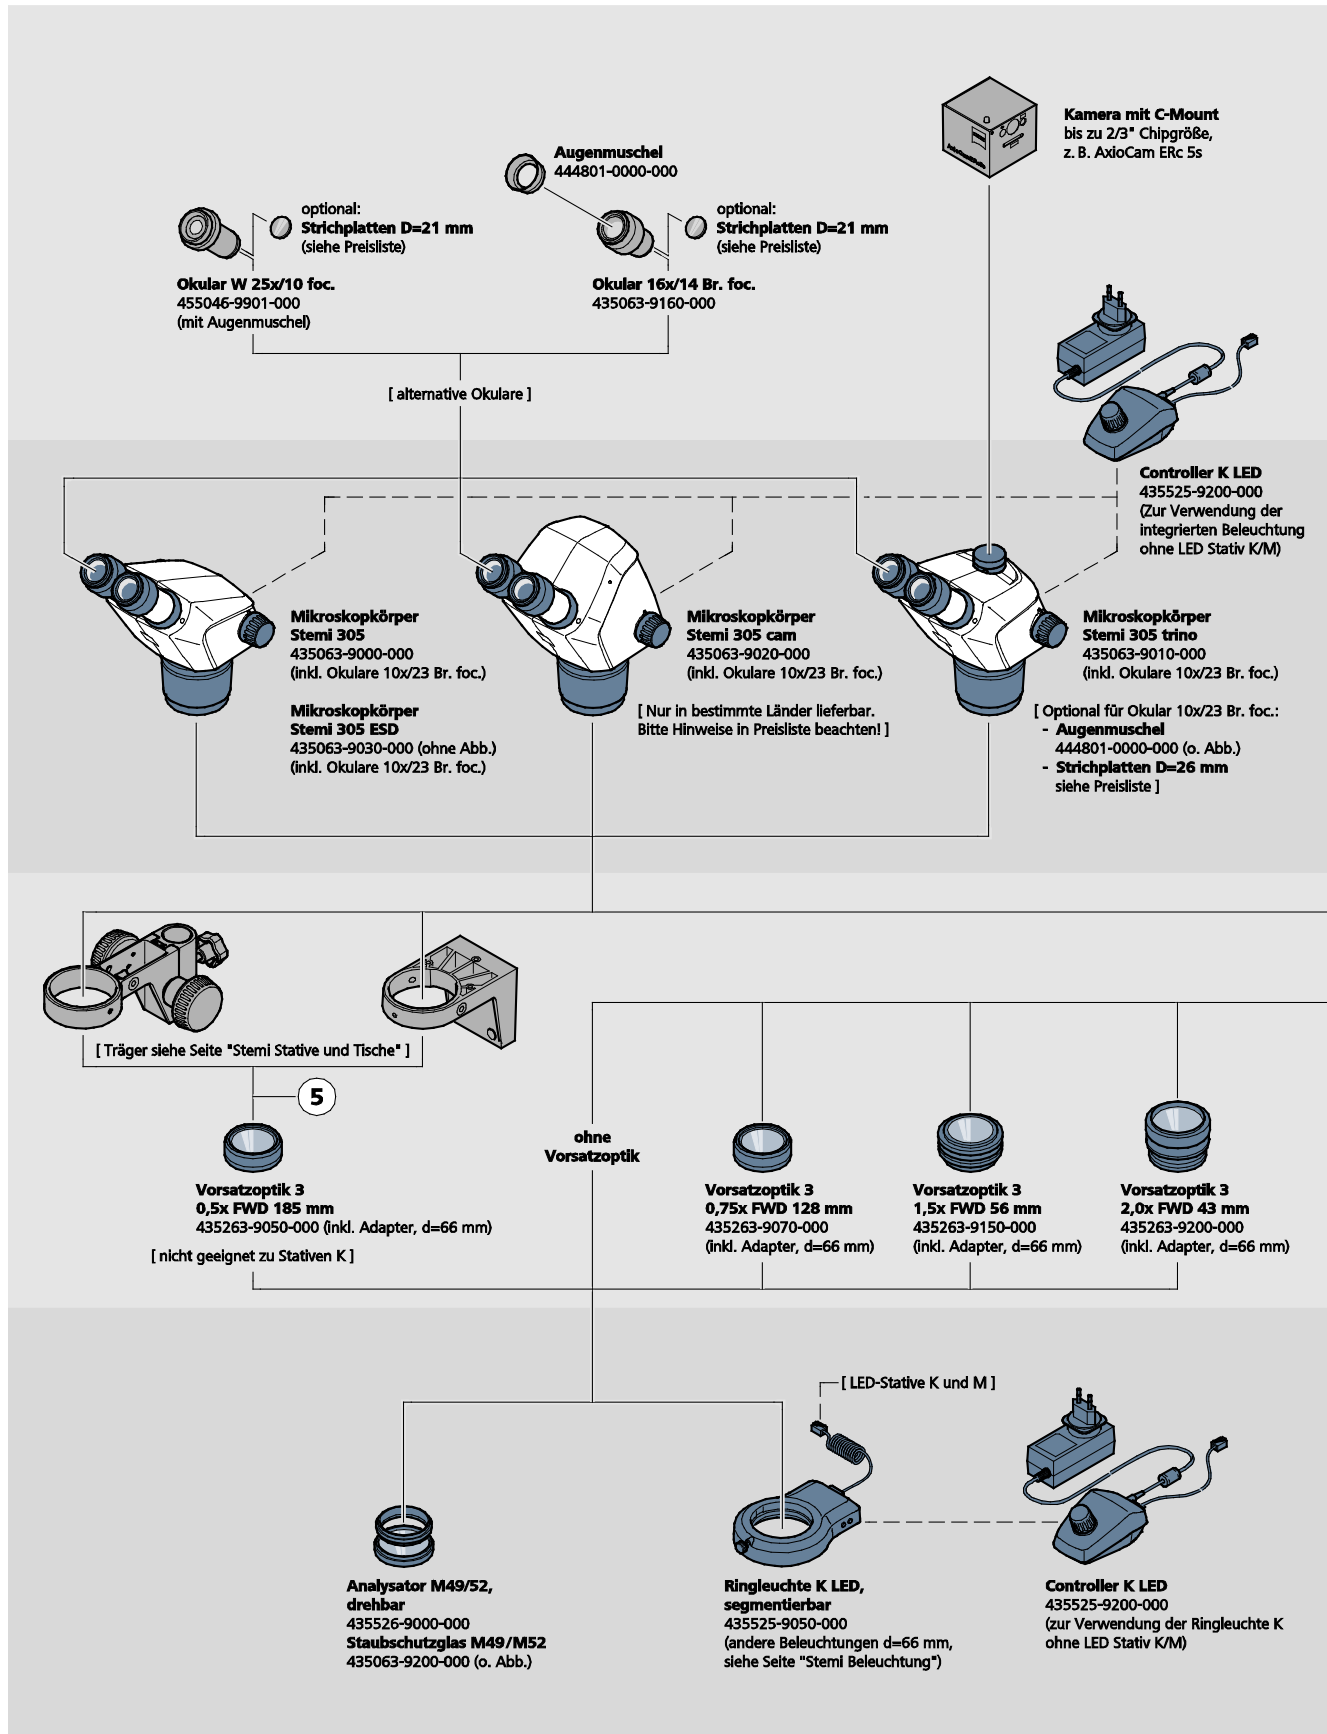 Kamera mit C-Mount
bis zu 2/3" Chipgröße,
z. B. AxioCam ERc 5s
Augenmuschel
444801-0000-000
optional:
Strichplatten D=21 mm
(siehe Preisliste)
optional:
Strichplatten D=21 mm
(siehe Preisliste)
Okular W 25x/10 foc.
455046-9901-000
(mit Augenmuschel)
Okular 16x/14 Br. foc.
435063-9160-000
[ alternative Okulare ]
Controller K LED
435525-9200-000
(Zur Verwendung der
integrierten Beleuchtung
ohne LED Stativ K/M)
Mikroskopkörper
Stemi 305
435063-9000-000
(inkl. Okulare 10x/23 Br. foc.)
Mikroskopkörper
Stemi 305 ESD
435063-9030-000 (ohne Abb.)
(inkl. Okulare 10x/23 Br. foc.)
Mikroskopkörper
Stemi 305 cam
435063-9020-000
(inkl. Okulare 10x/23 Br. foc.)
[ Nur in bestimmte Länder lieferbar.
Bitte Hinweise in Preisliste beachten! ]
Mikroskopkörper
Stemi 305 trino
435063-9010-000
(inkl. Okulare 10x/23 Br. foc.)
[ Optional für Okular 10x/23 Br. foc.:
- Augenmuschel
444801-0000-000 (o. Abb.)
- Strichplatten D=26 mm
siehe Preisliste ]
[ Träger siehe Seite "Stemi Stative und Tische" ]
5
Vorsatzoptik 3
0,5x FWD 185 mm
435263-9050-000 (inkl. Adapter, d=66 mm)
[ nicht geeignet zu Stativen K ]
ohne
Vorsatzoptik
Vorsatzoptik 3
0,75x FWD 128 mm
435263-9070-000
(inkl. Adapter, d=66 mm)
Vorsatzoptik 3
1,5x FWD 56 mm
435263-9150-000
(inkl. Adapter, d=66 mm)
Vorsatzoptik 3
2,0x FWD 43 mm
435263-9200-000
(inkl. Adapter, d=66 mm)
[ LED-Stative K und M ]
Analysator M49/52,
drehbar
435526-9000-000
Staubschutzglas M49/M52
435063-9200-000 (o. Abb.)
Ringleuchte K LED,
segmentierbar
435525-9050-000
(andere Beleuchtungen d=66 mm,
siehe Seite "Stemi Beleuchtung")
Controller K LED
435525-9200-000
(zur Verwendung der Ringleuchte K
ohne LED Stativ K/M)